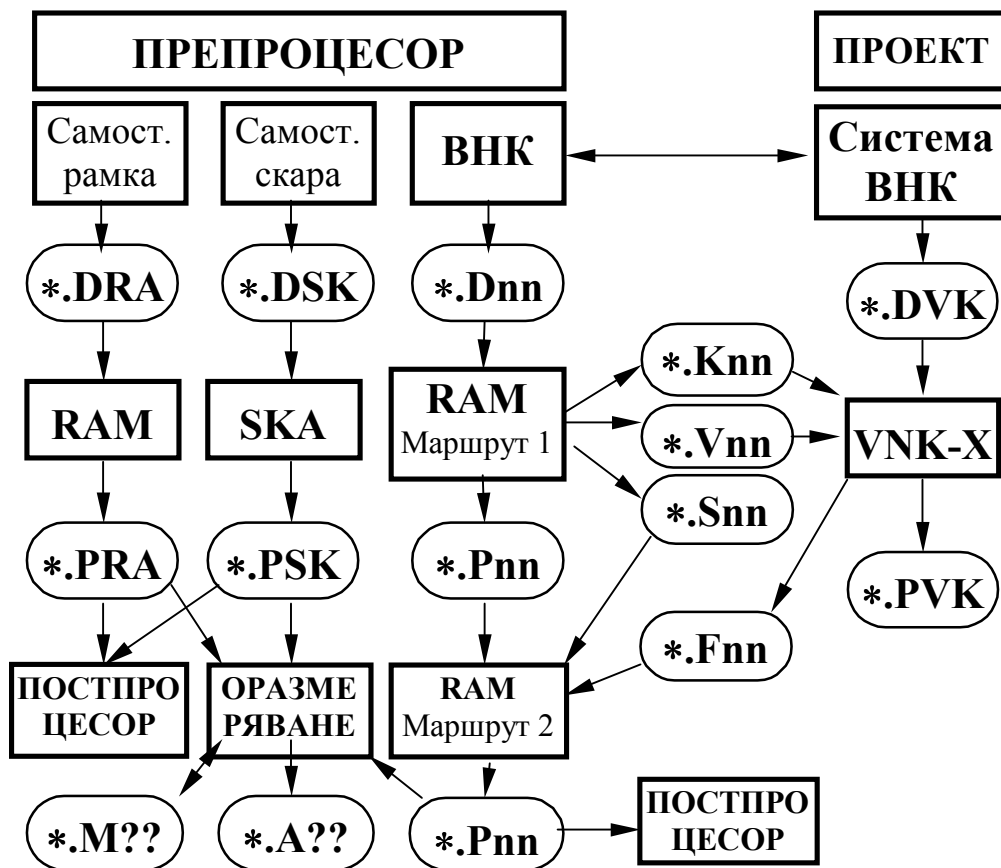 ПРЕПРОЦЕСОР
ПРОЕКТ
Самост.
рамка
Самост.
скара
ВНК
Система
ВНК
*.DRA
*.DSK
*.Dnn
*.DVK
RAM
SKA
RAM
Маршрут 1
*.Knn
*.Vnn
*.Snn
VNK-X
*.PRA
*.PSK
*.Pnn
*.PVK
*.Fnn
ПОСТПРО
ЦЕСОР
ОРАЗМЕ
РЯВАНЕ
RAM
Маршрут 2
*.M??
*.A??
*.Pnn
ПОСТПРО
ЦЕСОР